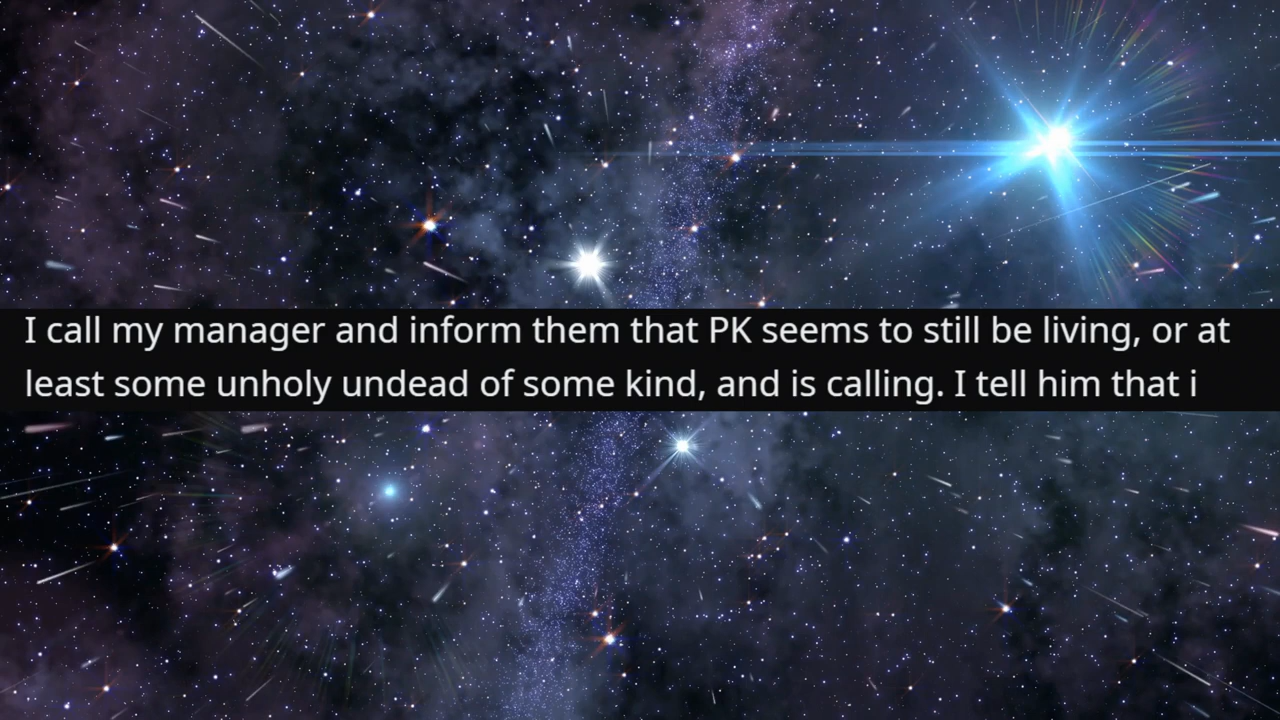 I call my manager and inform them that PK seems to still be living, or at
least some unholy undead of some kind, and is calling. I tell him that i